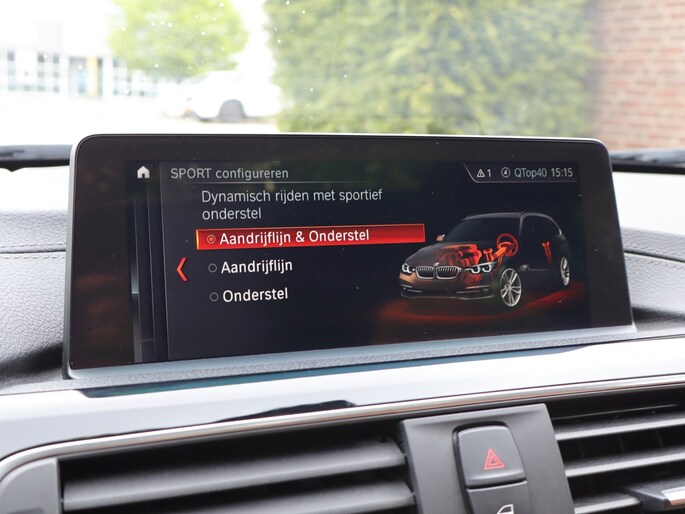 SPORT configureren
1 QTop40 15:15
Dynamisch rijden met sportief
onderstel
Aandrijflijn & Onderstel
Aandrijflijn
Onderstel